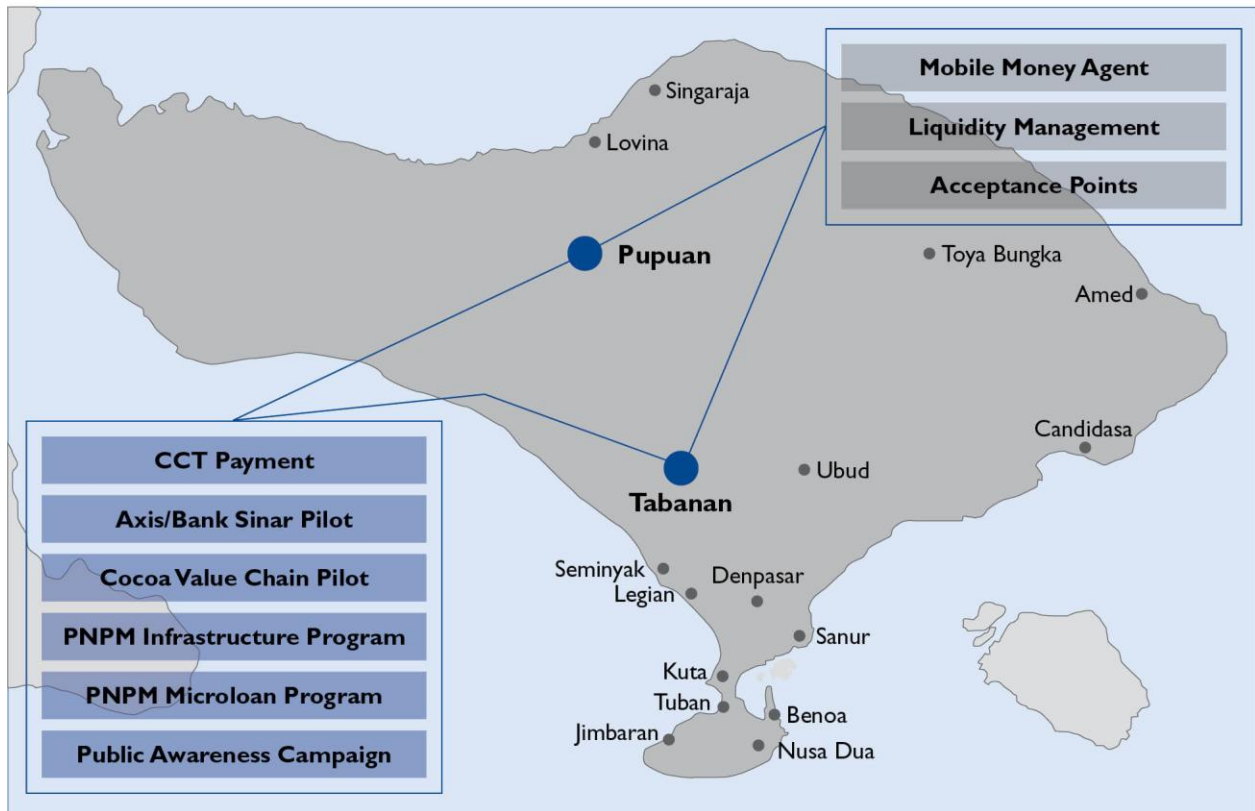 Mobile Money Agent
Liquidity Management
Acceptance Points
Singaraja
Lovina
Pupuan
Toya Bungka
Amed
Candidasa
Ubud
Tabanan
CCT Payment
Axis/Bank Sinar Pilot
Cocoa Value Chain Pilot
PNPM Infrastructure Program
PNPM Microloan Program
Public Awareness Campaign
Seminyak
Legian
Denpasar
Sanur
Kuta
Tuban
Benoa
Jimbaran
Nusa Dua